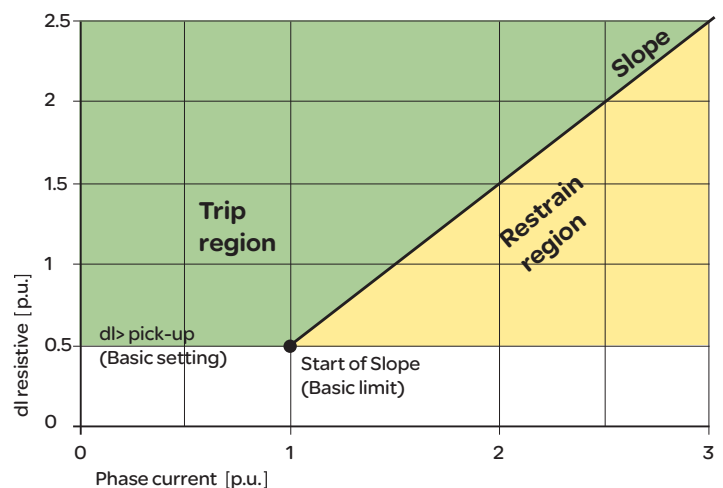 2.5
2
1.5
1
0.5
0
dI resistive [p.u.]
Slope
Trip
region
Restrain
region
dI> pick-up
(Basic setting)
Start of Slope
(Basic limit)
0
1
2
3
Phase current [p.u.]